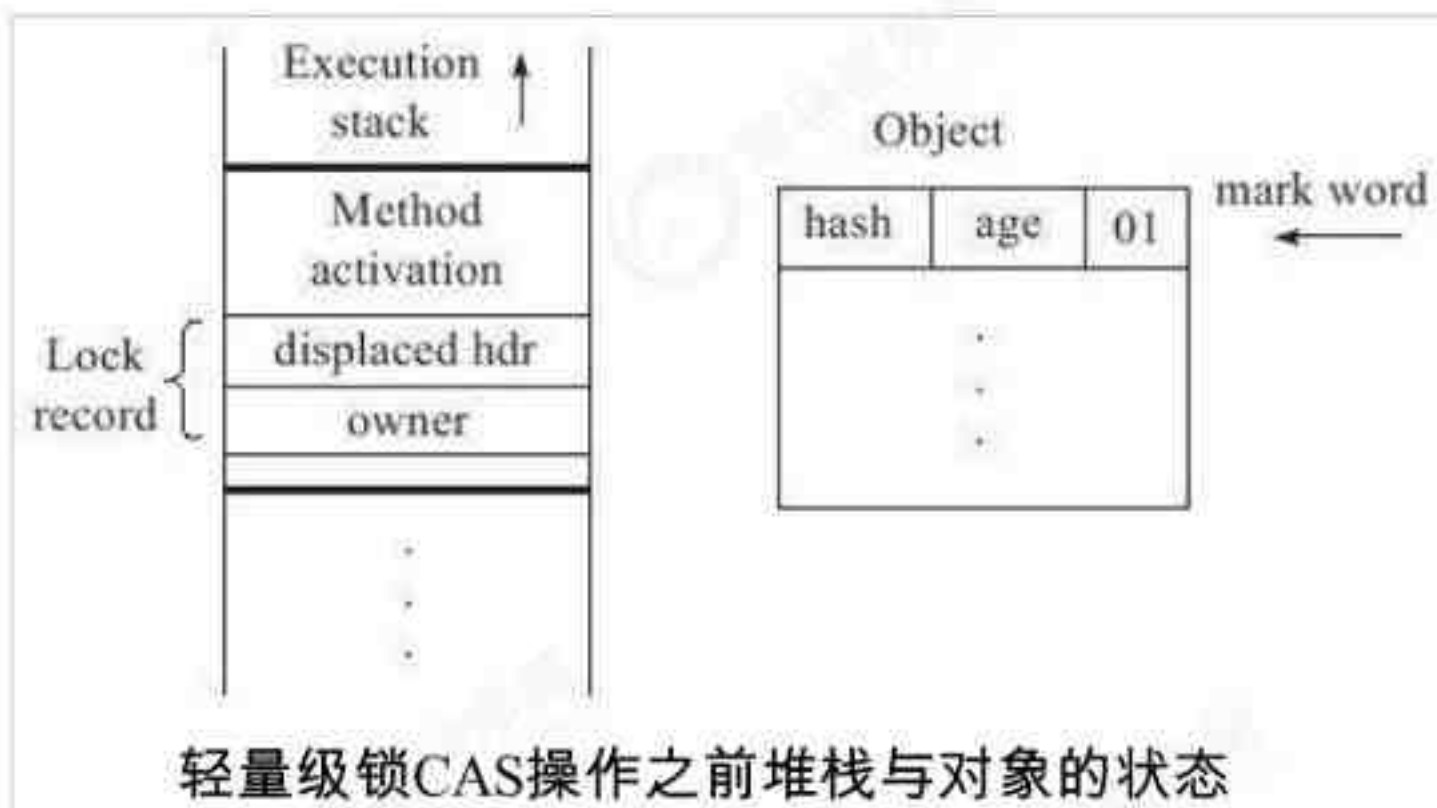 Execution
stack
Method
activation
Lock
record
displaced hdr
owner
Object
hash age 01
mark word
轻量级锁CAS操作之前堆栈与对象的状态